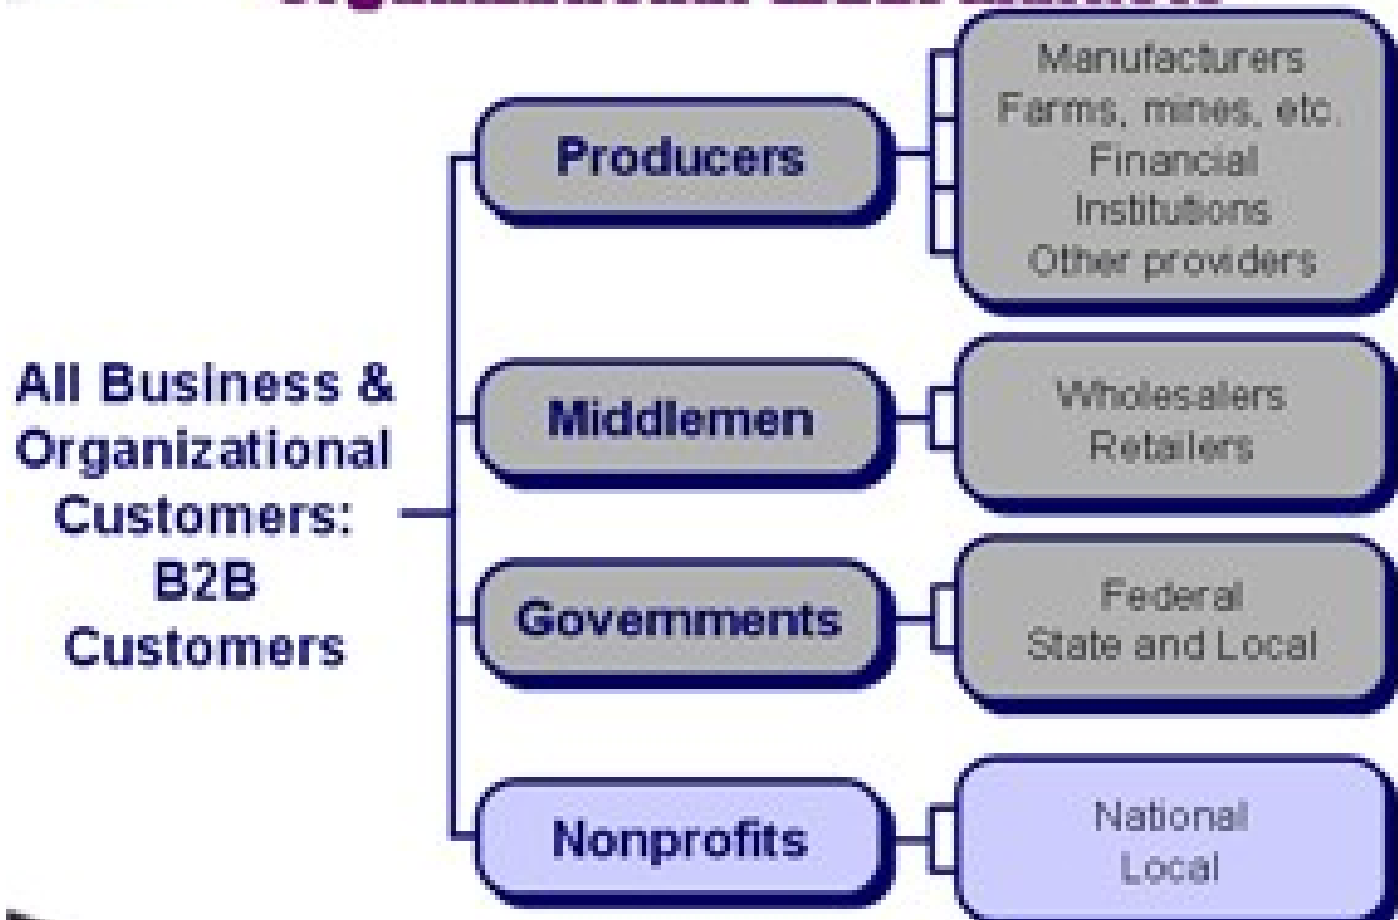 All Business &
Organizational
Customers:
B2B
Customers
Producers
Manufacturers
Farms, mines, etc.
Financial
Institutions
Other providers
Middlemen
Wholesalers
Retailers
Governments
Federal
State and Local
Nonprofits
National
Local